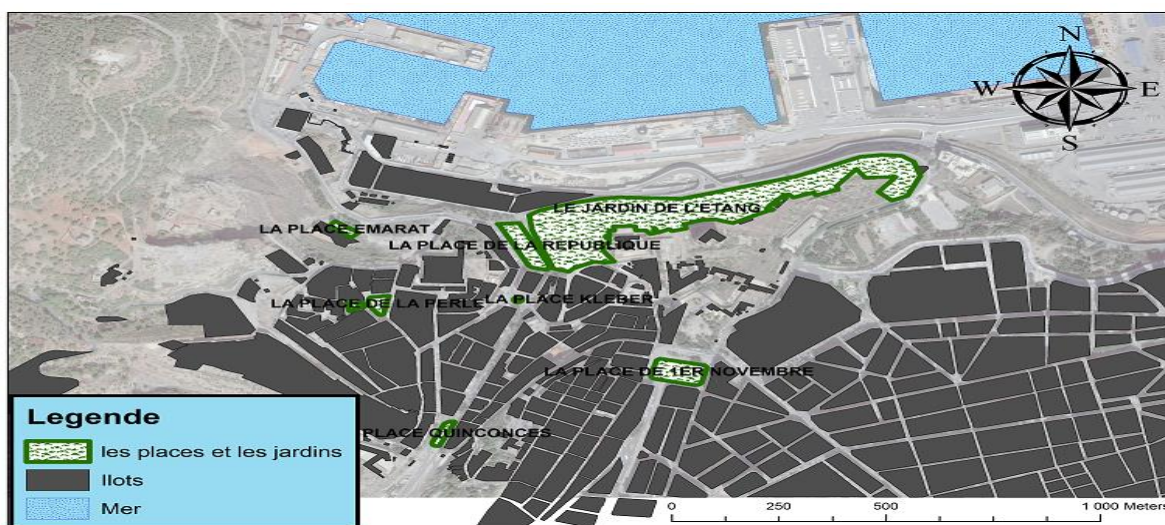 N
W E
S
LE JARDIN DE L'ETANG
LA PLACE EMARAT
LA PLACE DE LA REPUBLIQUE
LA PLACE DE LA PERLE
LA PLACE KLEBER
LA PLACE DE 1ER NOVEMBRE
PLACE QUINCONCES
Legende
les places et les jardins
Ilots
Mer
0 250 500 1 000 Meters